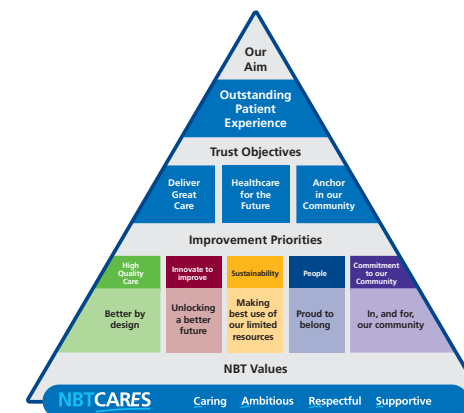 Our
Aim
Outstanding
Patient
Experience
Trust Objectives
Deliver
Great
Care
Healthcare
for the
Future
Anchor
in our
Community
Improvement Priorities
High
Quality
Care
Innovate to
improve
Sustainability
People
Commitment
to our
Community
Better by
design
Unlocking
a better
future
Making
best use of
our limited
resources
Proud to
belong
In, and for,
our community
NBT Values
NBTCARES Caring Ambitious Respectful Supportive